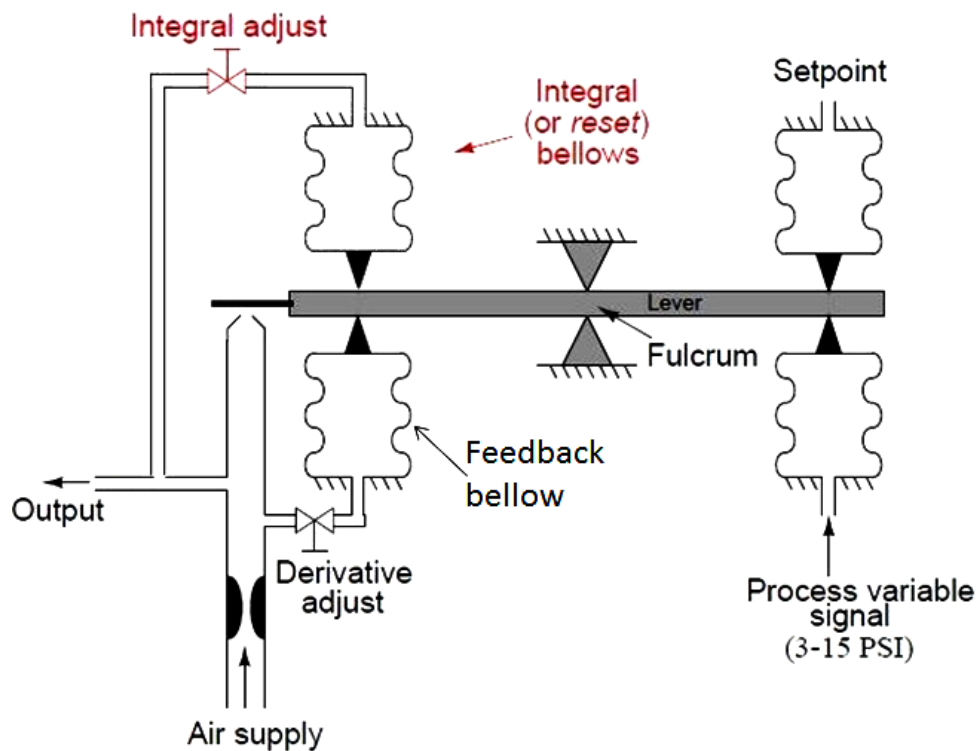 Integral adjust
Setpoint
Integral
(or reset)
bellows
Lever
Fulcrum
Feedback
bellow
Output
Derivative
adjust
Process variable
signal
(3-15 PSI)
Air supply